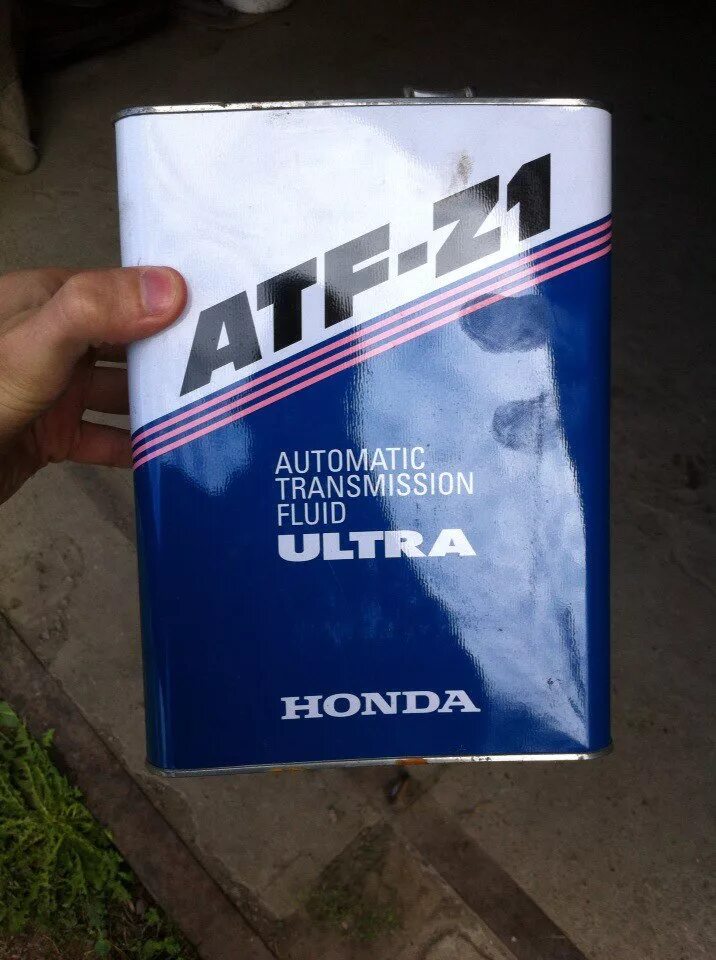 ATF-Z1
AUTOMATIC
TRANSMISSION
FLUID
ULTRA
HONDA